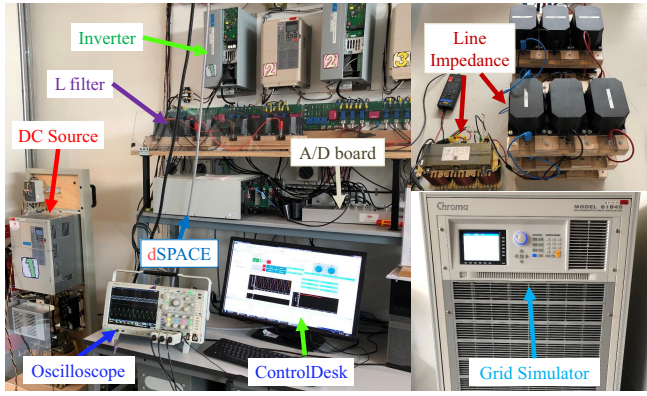 Inverter
L filter
DC Source
A/D board
dSPACE
Oscilloscope
ControlDesk
Line
Impedance
Chroma
MODEL 61845
Grid Simulator